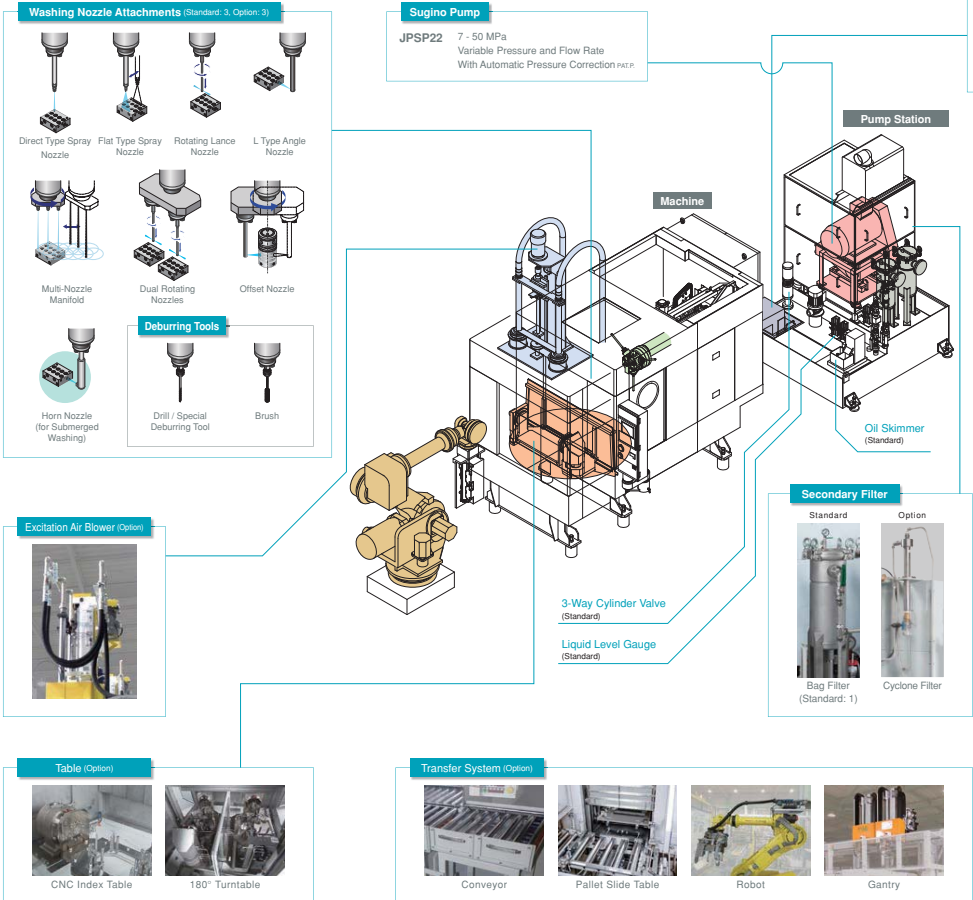 Washing Nozzle Attachments (Standard: 3, Option: 3)
Direct Type Spray
Nozzle
Flat Type Spray
Nozzle
Rotating Lance
Nozzle
L Type Angle
Nozzle
Multi-Nozzle
Manifold
Dual Rotating
Nozzles
Offset Nozzle
Horn Nozzle
(for Submerged
Washing)
Deburring Tools
Drill / Special
Deburring Tool
Brush
Sugino Pump
JPSP22 7 - 50 MPa
Variable Pressure and Flow Rate
With Automatic Pressure Correction PAT.P.
Pump Station
Machine
Oil Skimmer
(Standard)
Excitation Air Blower (Option)
3-Way Cylinder Valve
(Standard)
Liquid Level Gauge
(Standard)
Secondary Filter
Standard
Option
Bag Filter
(Standard: 1)
Cyclone Filter
Table (Option)
CNC Index Table
180° Turntable
Transfer System (Option)
Conveyor
Pallet Slide Table
Robot
Gantry